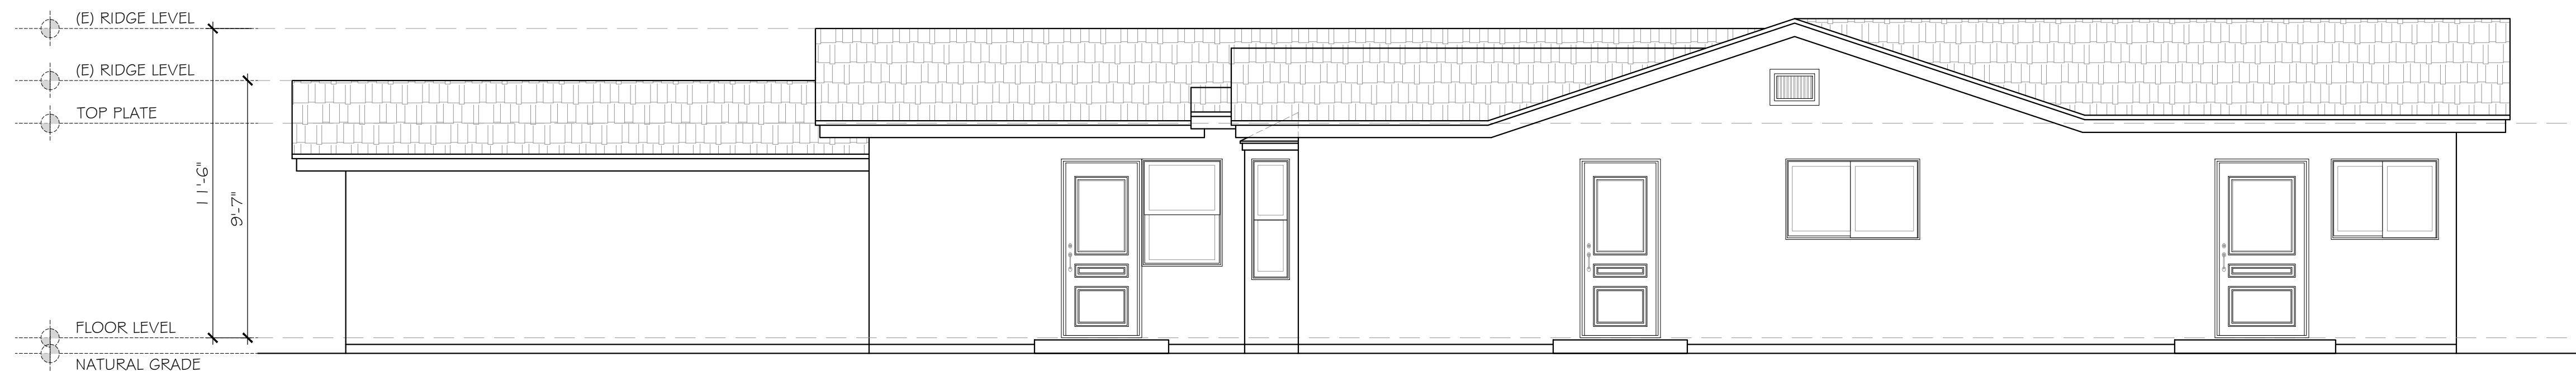 (E) RIDGE LEVEL
(E) RIDGE LEVEL
TOP PLATE
11'-6"
9'-7"
FLOOR LEVEL
NATURAL GRADE